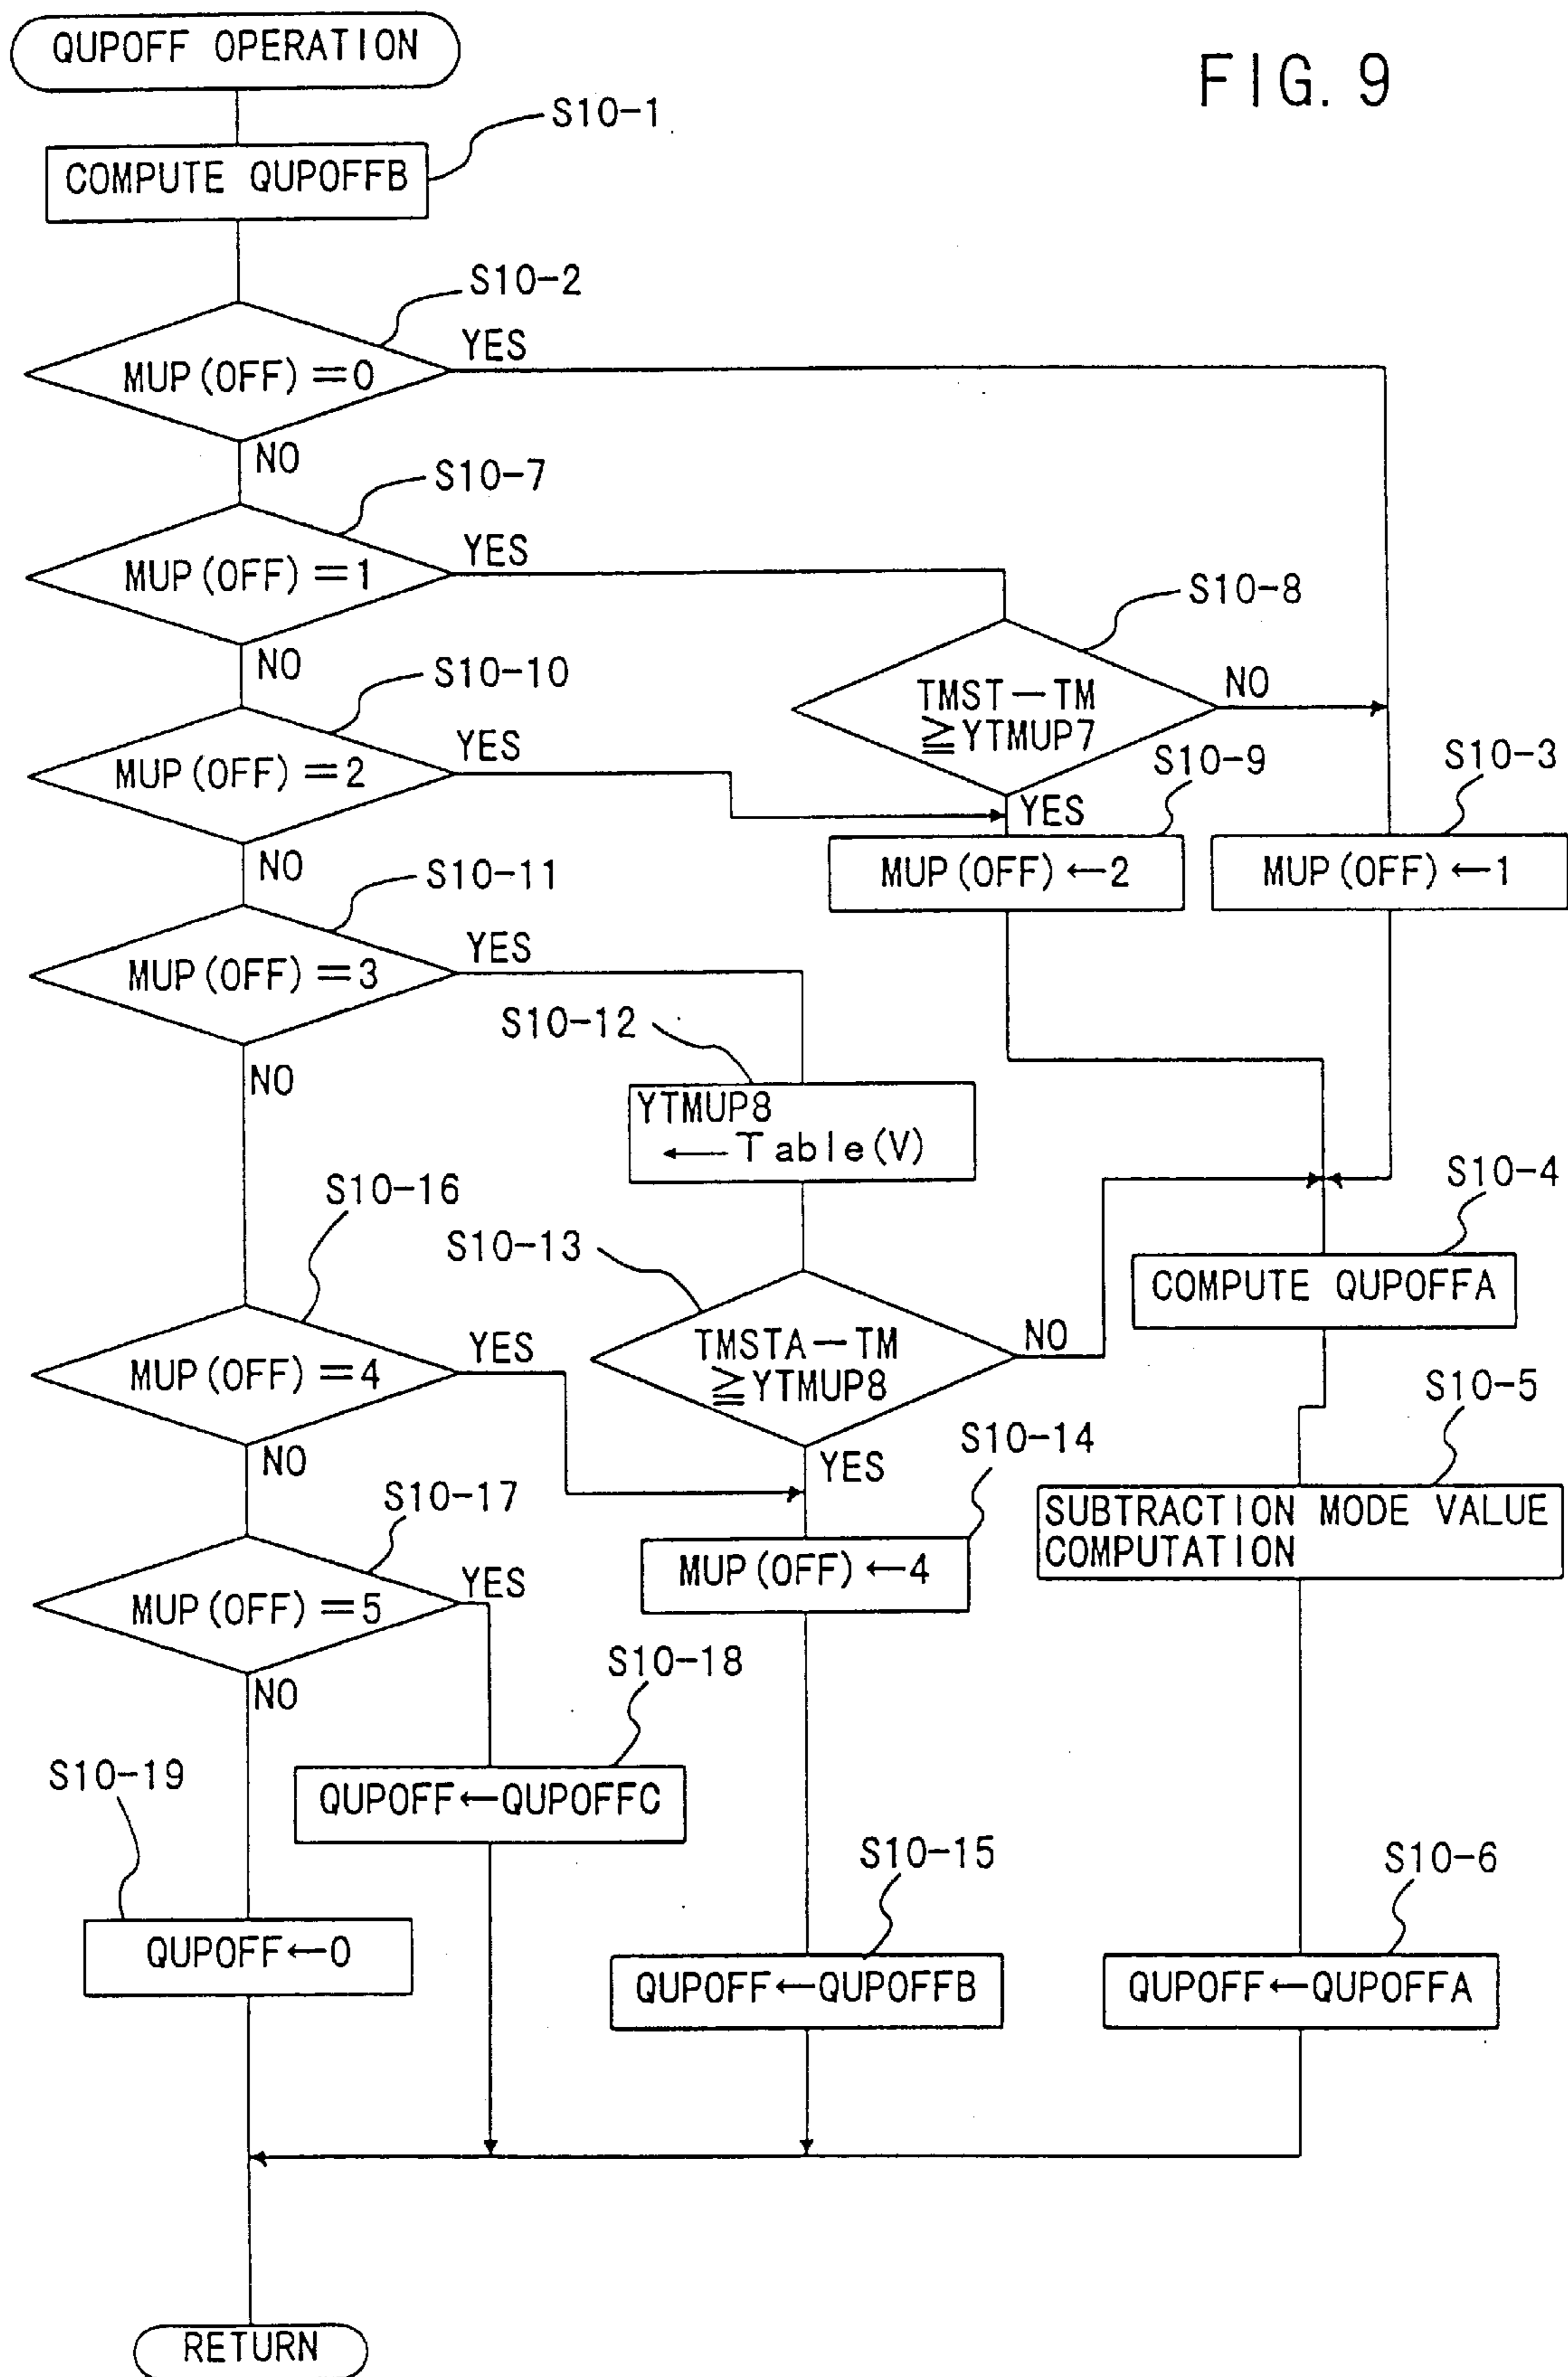 QUPOFF OPERATION
FIG. 9
S10-1
COMPUTE QUPOFFB
S10-2
MUP(OFF)=0
YES
NO
S10-7
MUP(OFF)=1
YES
NO
S10-8
TMST-TM
≧YTMUP7
NO
YES
S10-10
MUP(OFF)=2
YES
NO
S10-9
MUP(OFF)←2
S10-3
MUP(OFF)←1
S10-11
MUP(OFF)=3
YES
NO
S10-12
YTMUP8
←Table(V)
S10-4
COMPUTE QUPOFFA
S10-16
MUP(OFF)=4
YES
NO
S10-13
TMSTA-TM
≧YTMUP8
NO
YES
S10-5
SUBTRACTION MODE VALUE
COMPUTATION
S10-14
MUP(OFF)←4
S10-17
MUP(OFF)=5
YES
NO
S10-18
QUPOFF←QUPOFFC
S10-19
QUPOFF←0
S10-15
QUPOFF←QUPOFFB
S10-6
QUPOFF←QUPOFFA
RETURN